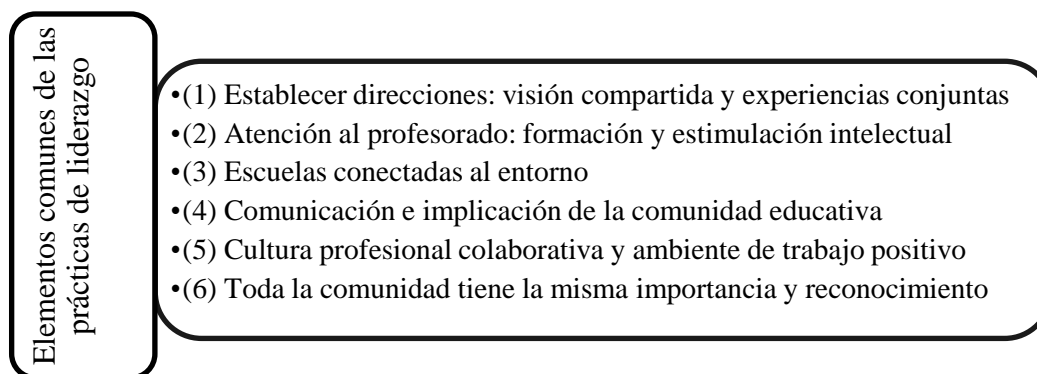 Elementos comunes de las
prácticas de liderazgo
•(1) Establecer direcciones: visión compartida y experiencias conjuntas
•(2) Atención al profesorado: formación y estimulación intelectual
•(3) Escuelas conectadas al entorno
•(4) Comunicación e implicación de la comunidad educativa
•(5) Cultura profesional colaborativa y ambiente de trabajo positivo
•(6) Toda la comunidad tiene la misma importancia y reconocimiento